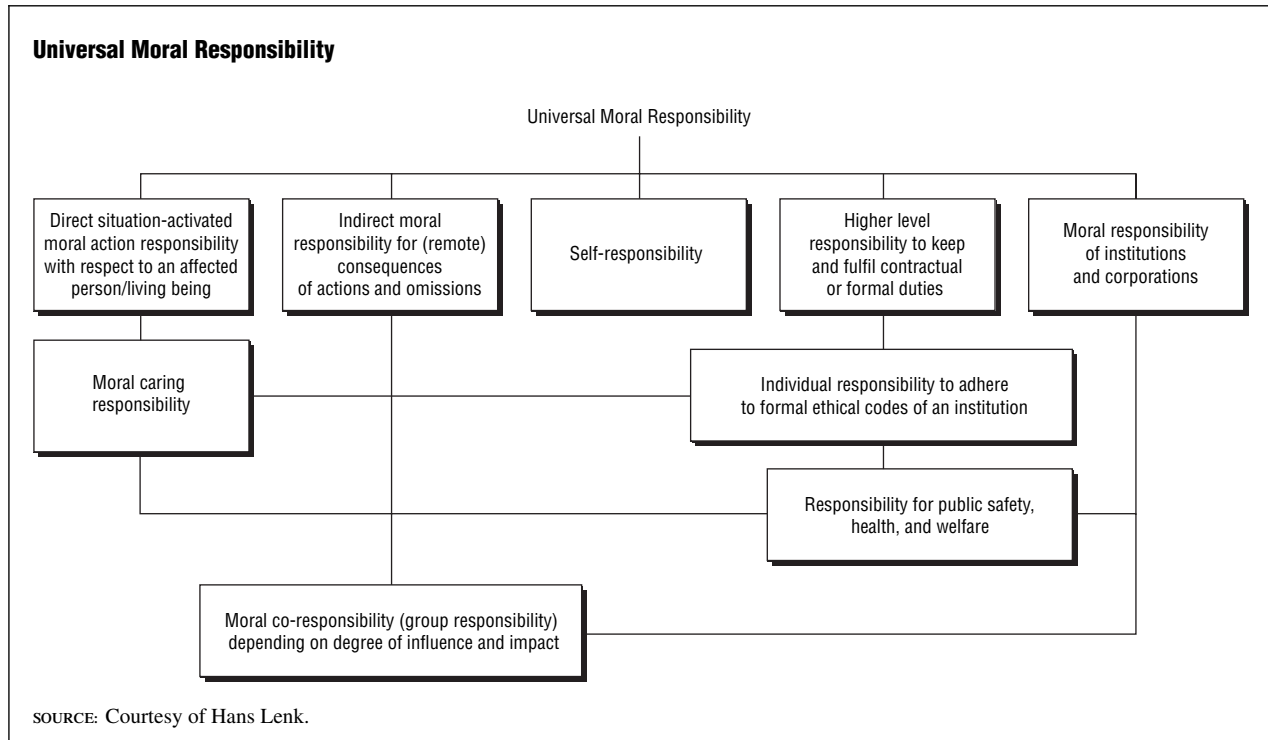 Universal Moral Responsibility
Universal Moral Responsibility
Direct situation-activated
moral action responsibility
with respect to an affected
person/living being
Indirect moral
responsibility for (remote)
consequences
of actions and omissions
Self-responsibility
Higher level
responsibility to keep
and fulfil contractual
or formal duties
Moral responsibility
of institutions
and corporations
Moral caring
responsibility
Individual responsibility to adhere
to formal ethical codes of an institution
Responsibility for public safety,
health, and welfare
Moral co-responsibility (group responsibility)
depending on degree of influence and impact
SOURCE: Courtesy of Hans Lenk.